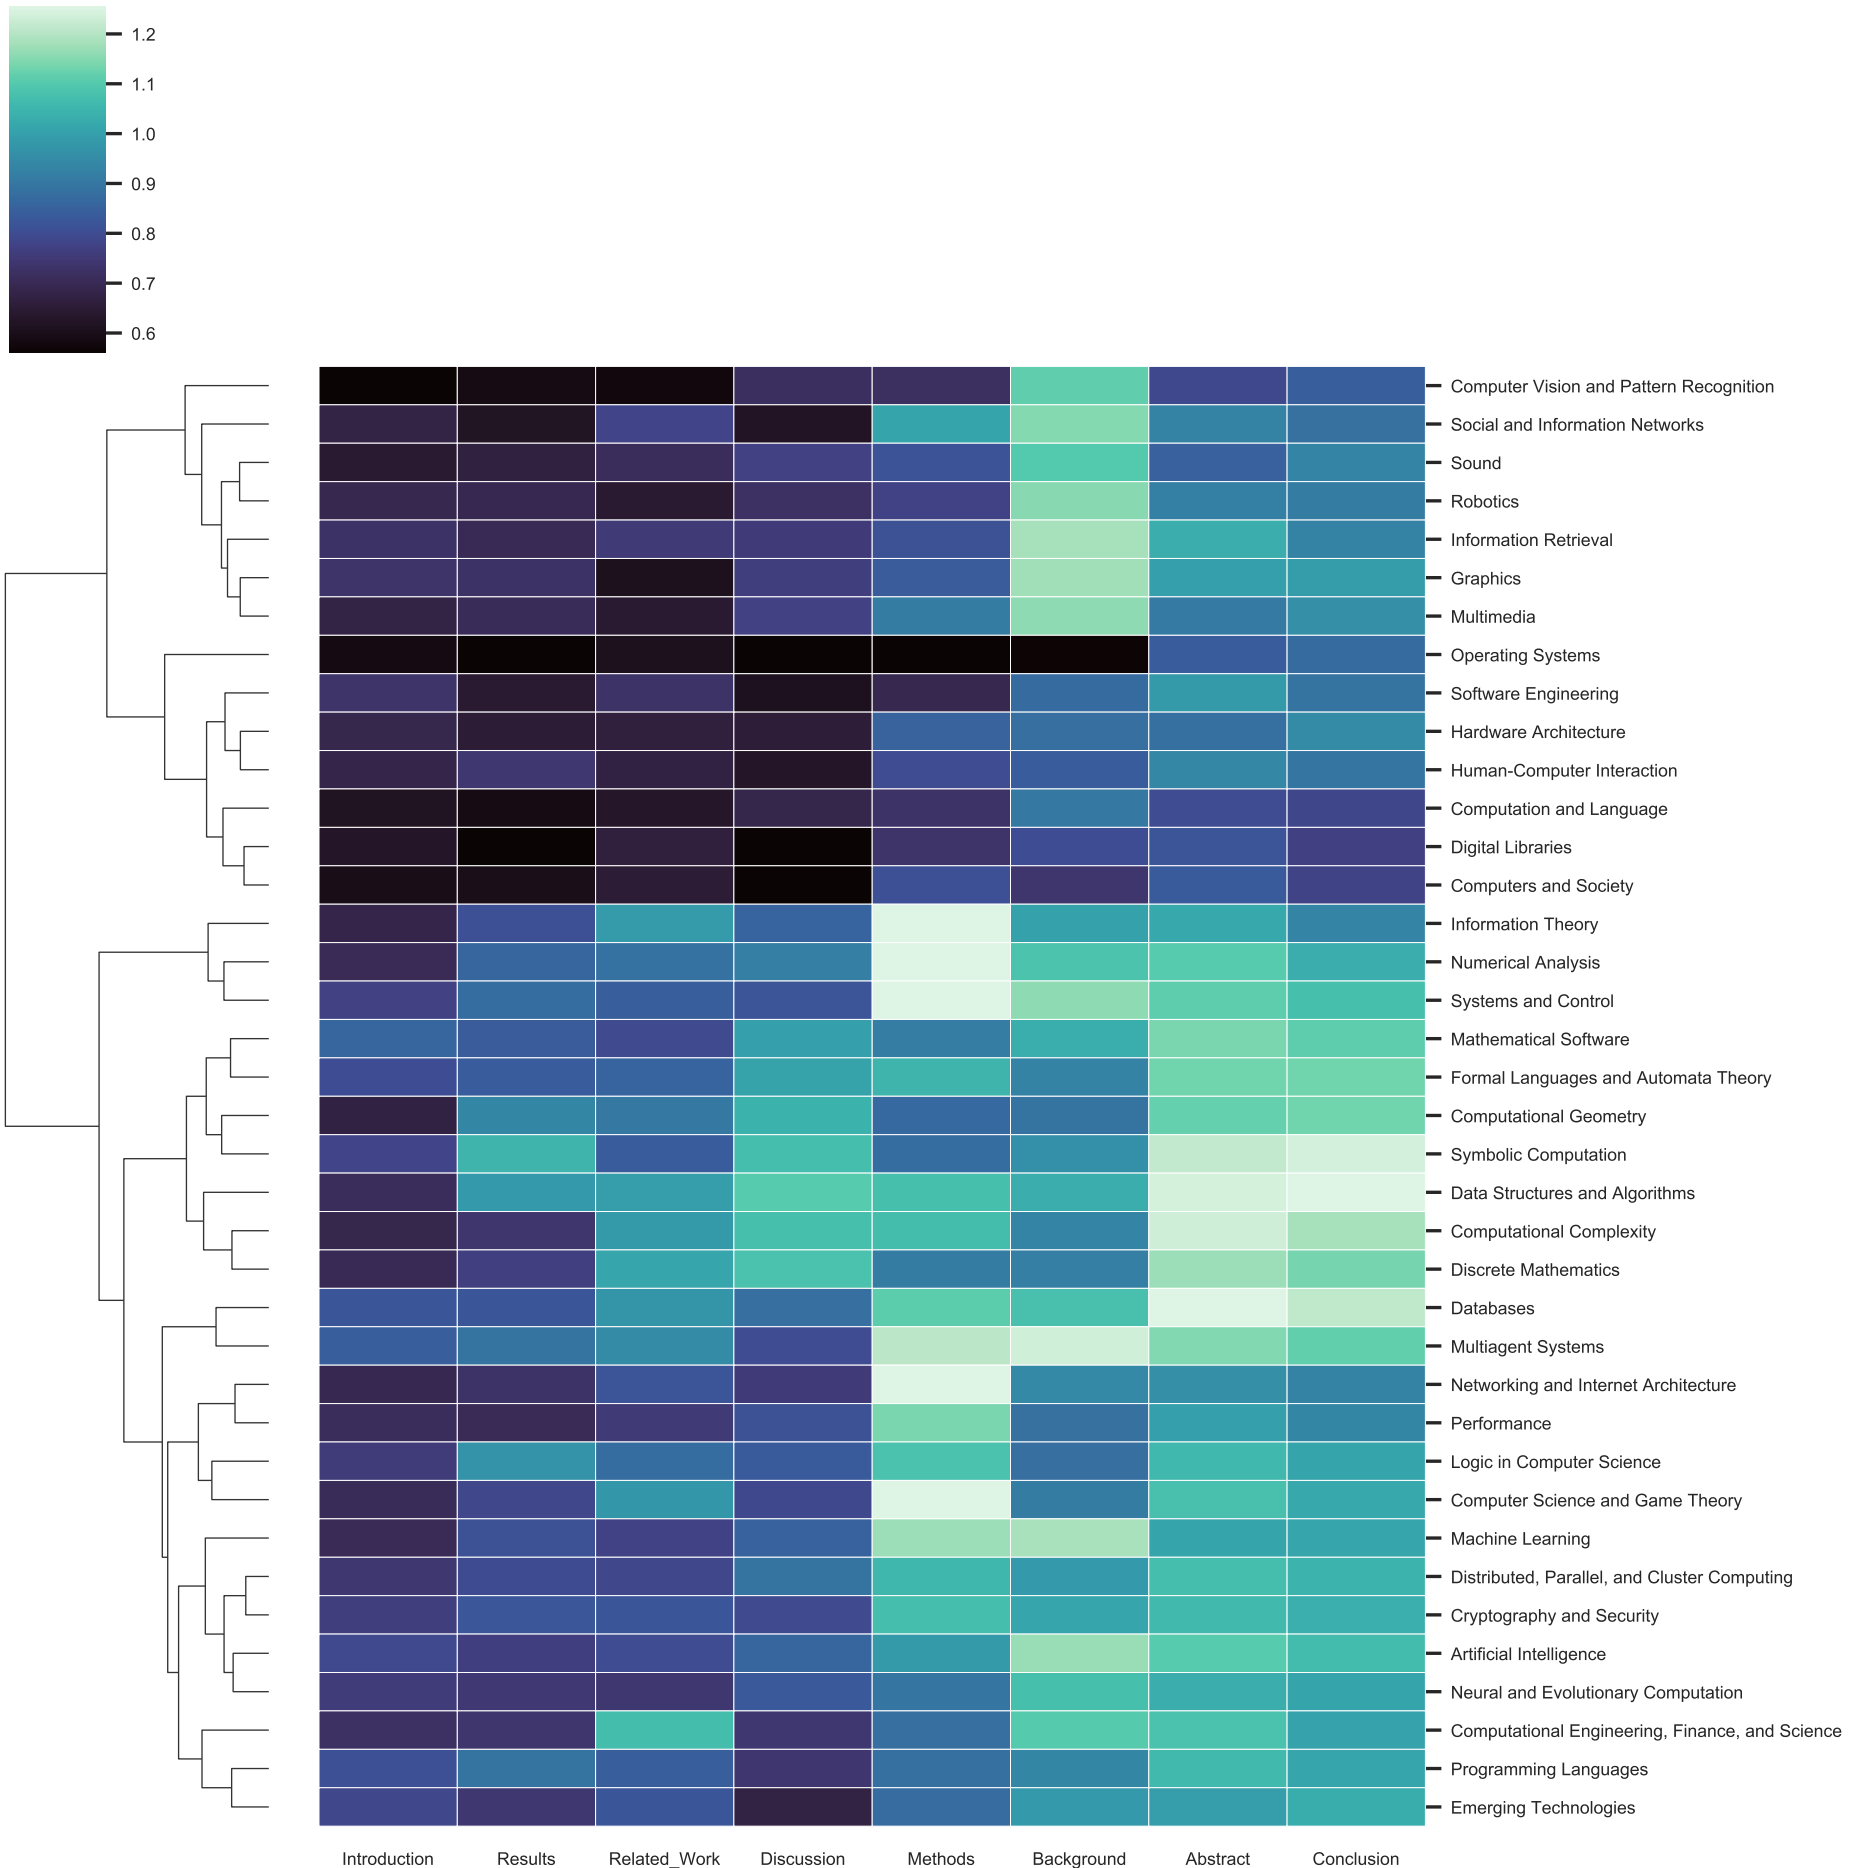 1.2
1.1
1.0
0.9
0.8
0.7
0.6
Computer Vision and Pattern Recognition
Social and Information Networks
Sound
Robotics
Information Retrieval
Graphics
Multimedia
Operating Systems
Software Engineering
Hardware Architecture
Human-Computer Interaction
Computation and Language
Digital Libraries
Computers and Society
Information Theory
Numerical Analysis
Systems and Control
Mathematical Software
Formal Languages and Automata Theory
Computational Geometry
Symbolic Computation
Data Structures and Algorithms
Computational Complexity
Discrete Mathematics
Databases
Multiagent Systems
Networking and Internet Architecture
Performance
Logic in Computer Science
Computer Science and Game Theory
Machine Learning
Distributed, Parallel, and Cluster Computing
Cryptography and Security
Artificial Intelligence
Neural and Evolutionary Computation
Computational Engineering, Finance, and Science
Programming Languages
Emerging Technologies
Introduction Results Related_Work Discussion Methods Background Abstract Conclusion